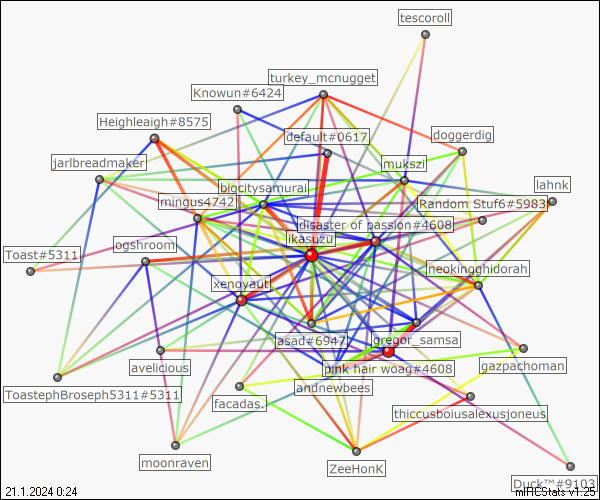 tescoroll
turkey_mcnugget
Knowun#6424
Heighleaigh#8575
default#0617
doggerdig
jarlbreadmaker
mukszi
bigcitysamurai
lahnk
mingus4742
Random Stuf6#5983
disaster of passion#4608
ikasuzu
ogshroom
Toast#5311
neokingghidorah
xenoyaut
asad#6947
gregor_samsa
avelicious
pink hair woag#4608
gazpachoman
andnewbees
ToastephBroseph5311#5311
facadas.
thiccusboiusalexusjoneus
moonraven
ZeeHonK
Duck™#9103
21.1.2024 0:24
mIRCStats v1.25